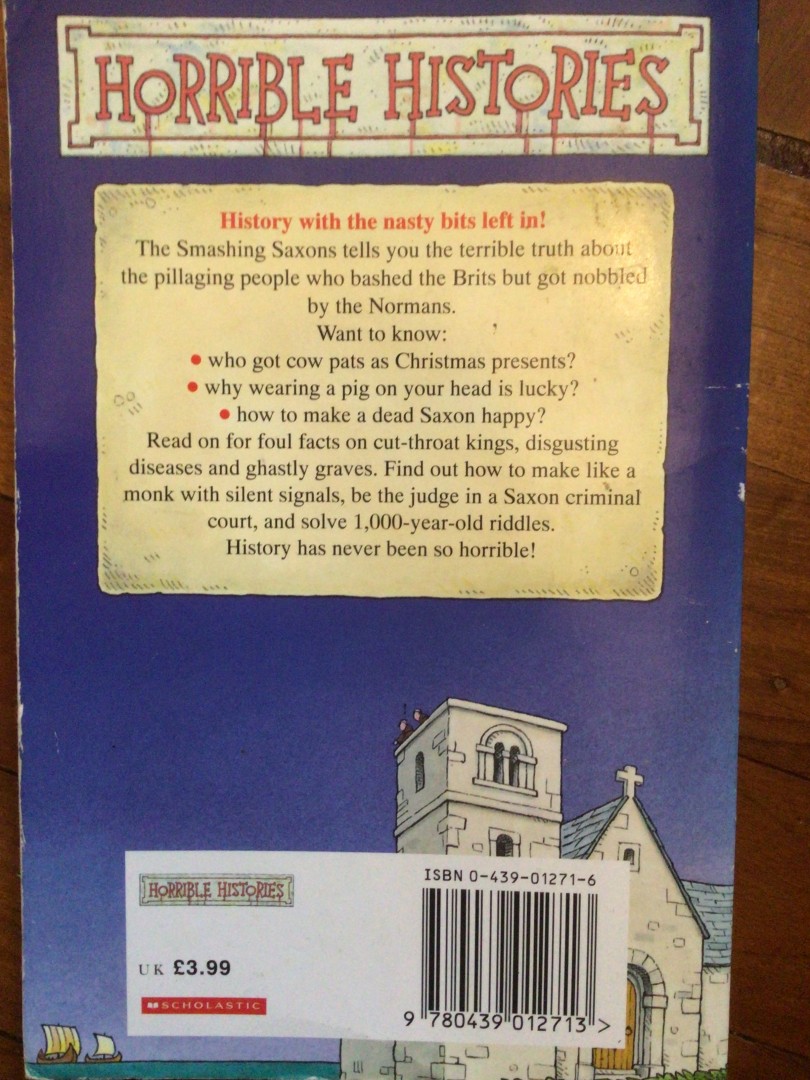 HORRIBLE HISTORIES
History with the nasty bits left in!
The Smashing Saxons tells you the terrible truth about
the pillaging people who bashed the Brits but got nobbled
by the Normans.
Want to know:
• who got cow pats as Christmas presents?
• why wearing a pig on your head is lucky?
• how to make a dead Saxon happy?
Read on for foul facts on cut-throat kings, disgusting
diseases and ghastly graves. Find out how to make like a
monk with silent signals, be the judge in a Saxon criminal
court, and solve 1,000-year-old riddles.
History has never been so horrible!
HORRIBLE HISTORIES
UK £3.99
SCHOLASTIC
ISBN 0-439-01271-6
9 780439 012713 >